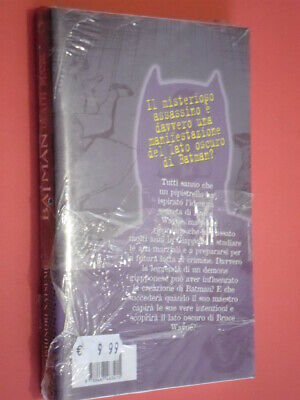 Il misterioso
assassino è
davvero una
manifestazione
del lato oscuro
di Batman?
Tutti sanno che
un pipistrello ha
ispirato l'identità
segreta di Bruce
Wayne, ma
che
molti anni in Giappone a studiare
le arti marziali e a prepararsi per
la futura lotta al crimine. Davvero
la leggenda di un demone
giapponese può aver influenzato
la creazione di Batman? E che
succederà quando il suo maestro
capirà le sue vere intenzioni e
scoprirà il lato oscuro di Bruce
Wayne?
€ 9.99
BATMAN